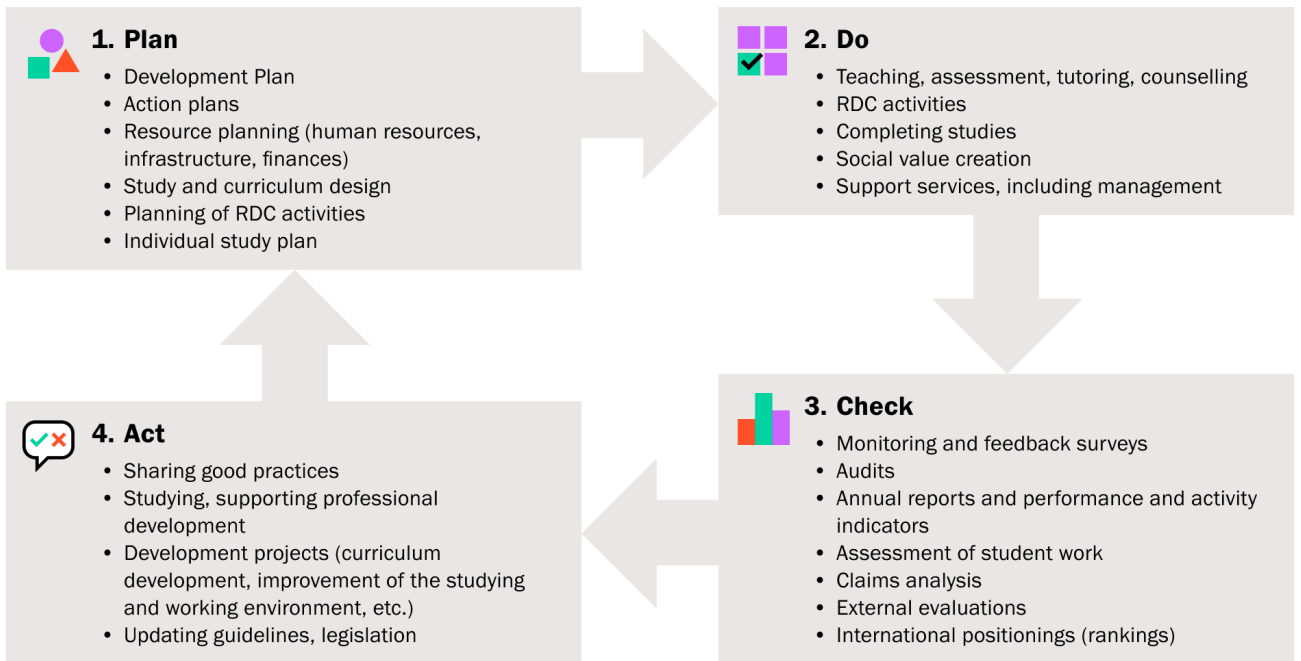 1. Plan
• Development Plan
• Action plans
• Resource planning (human resources,
infrastructure, finances)
• Study and curriculum design
• Planning of RDC activities
• Individual study plan
2. Do
• Teaching, assessment, tutoring, counselling
• RDC activities
• Completing studies
• Social value creation
• Support services, including management
3. Check
• Monitoring and feedback surveys
• Audits
• Annual reports and performance and activity
indicators
• Assessment of student work
• Claims analysis
• External evaluations
• International positionings (rankings)
4. Act
• Sharing good practices
• Studying, supporting professional
development
• Development projects (curriculum
development, improvement of the studying
and working environment, etc.)
• Updating guidelines, legislation